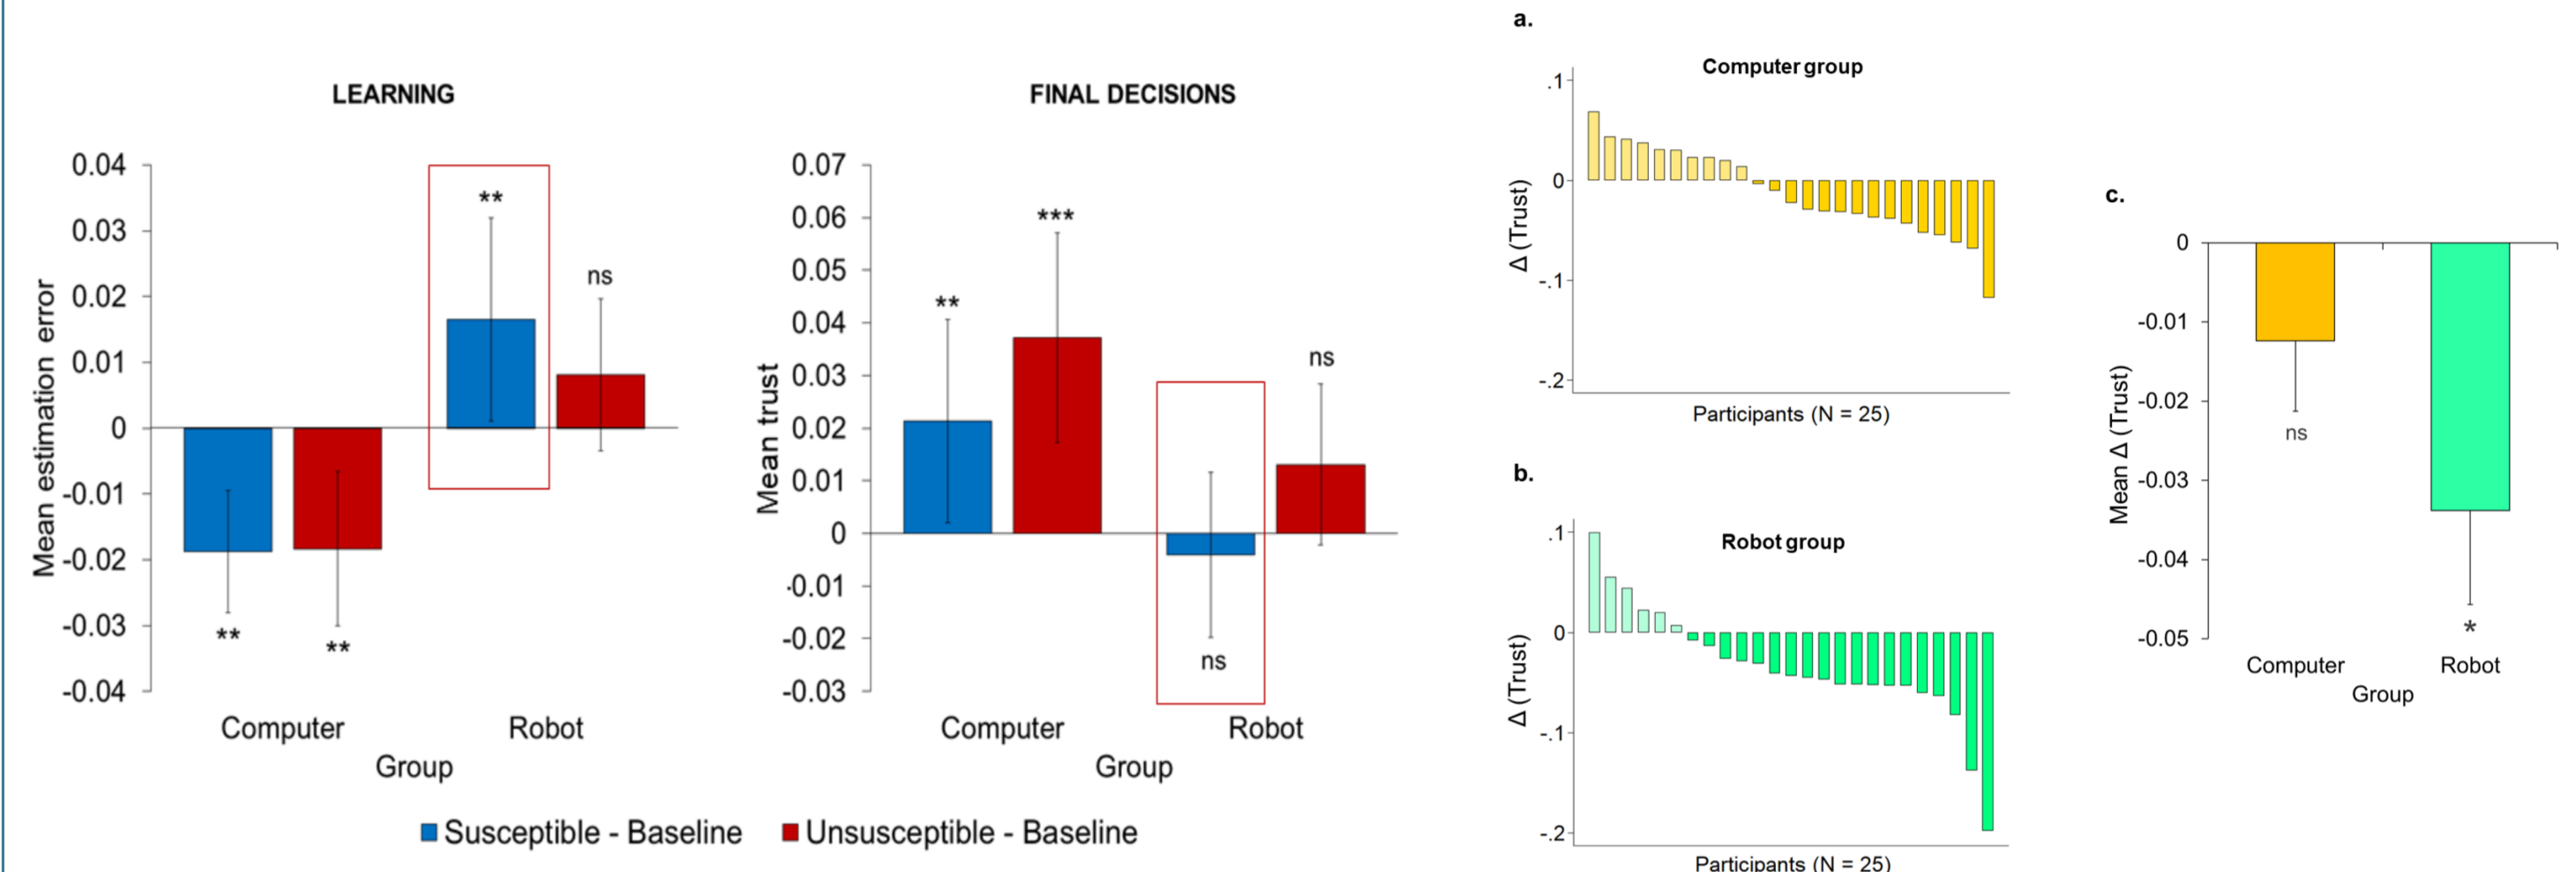 LEARNING
Mean estimation error
0.04
0.03
0.02
0.01
0
-0.01
-0.02
-0.03
-0.04
**
**
**
ns
Computer
Robot
Group
FINAL DECISIONS
Mean trust
0.07
0.06
0.05
0.04
0.03
0.02
0.01
0
-0.01
-0.02
-0.03
**
***
ns
ns
Computer
Robot
Group
Susceptible - Baseline
Unsusceptible - Baseline
a.
Computer group
Δ (Trust)
.1
0
-.1
-.2
Participants (N = 25)
b.
Robot group
Δ (Trust)
.1
0
-.1
-.2
Participants (N = 25)
c.
Mean Δ (Trust)
0
-0.01
-0.02
-0.03
-0.04
-0.05
ns
*
Computer
Robot
Group